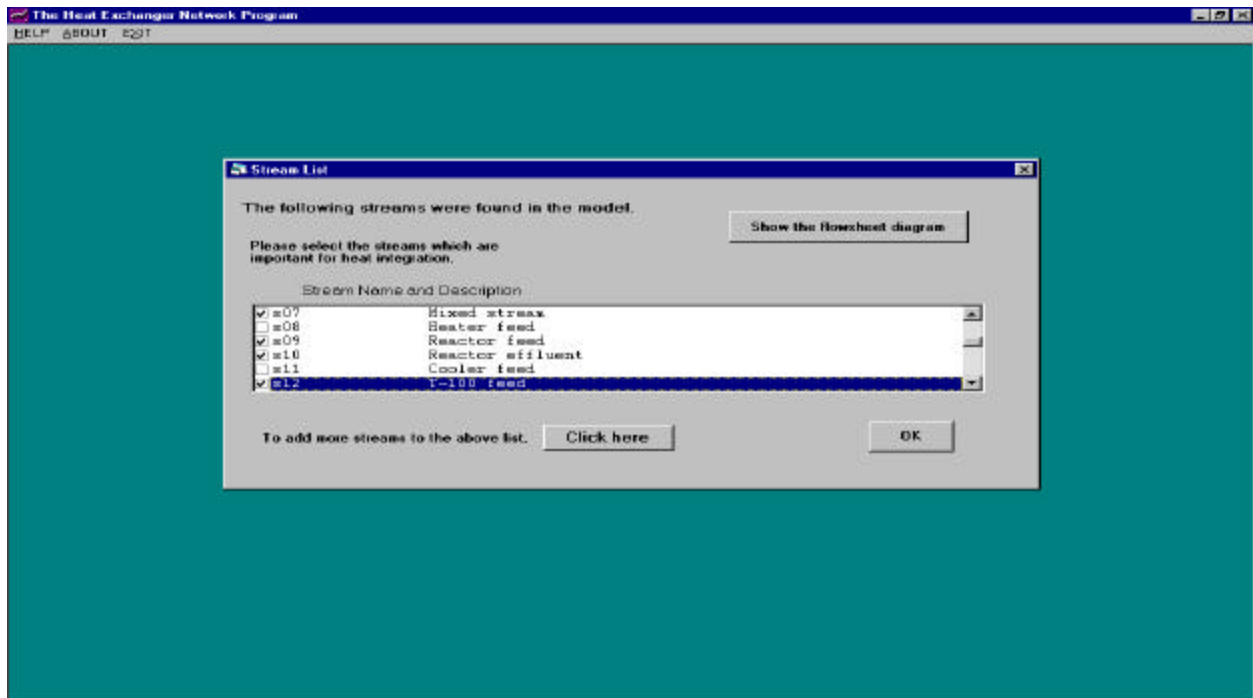 The Heat Exchanger Network Program
HELP ABOUT EXIT
Stream List
The following streams were found in the model.
Show the flowsheet diagram
Please select the streams which are
important for heat integration.
Stream Name and Description
s07 Mixed stream
s08 Heater feed
s09 Reactor feed
s10 Reactor effluent
s11 Cooler feed
s12 T-100 feed
To add more streams to the above list. Click here OK